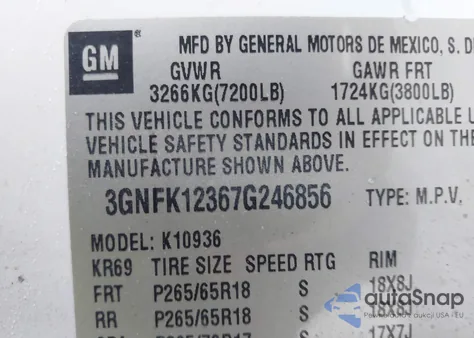 GM
MFD BY GENERAL MOTORS DE MEXICO, S. D
GVWR GAWR FRT
3266KG(7200LB) 1724KG(3800LB)
THIS VEHICLE CONFORMS TO ALL APPLICABLE U
VEHICLE SAFETY STANDARDS IN EFFECT ON THE
MANUFACTURE SHOWN ABOVE.
3GNFK12367G246856 TYPE: M.P.V.
MODEL: K10936
KR69 TIRE SIZE SPEED RTG RIM
FRT P265/65R18 S 18X8J
RR P265/65R18 S 18X8J
17X7J
autoSnap